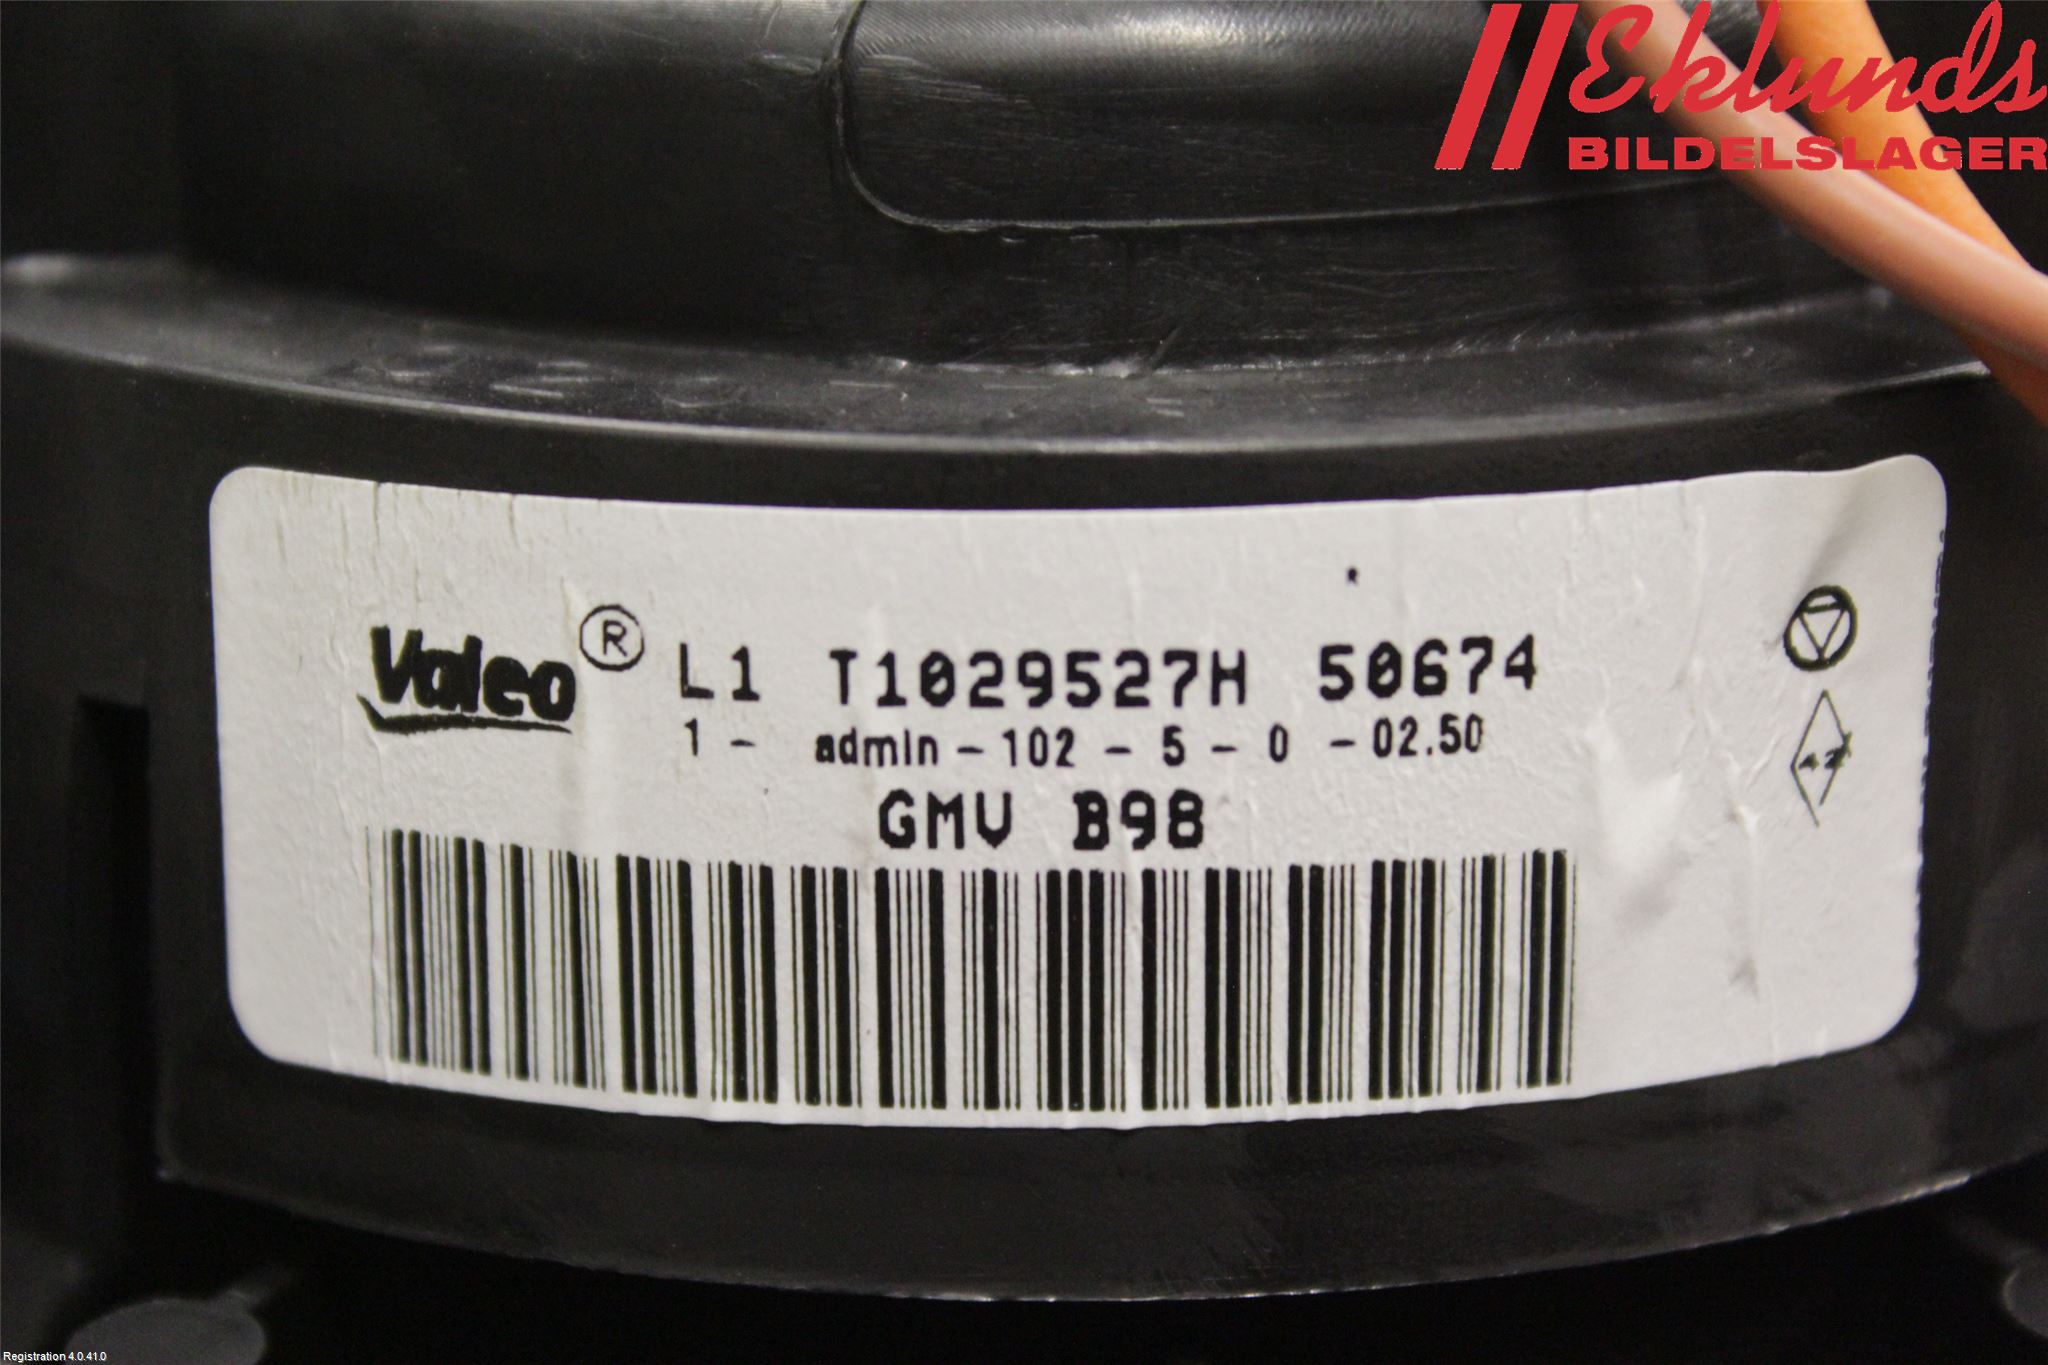 Eklunds
BILDELSLAGER
Valeo ® L1 T1029527H 50674
1 - admin - 102 - 5 - 0 - 02.50
GMV B98
Registration 4.0.41.0